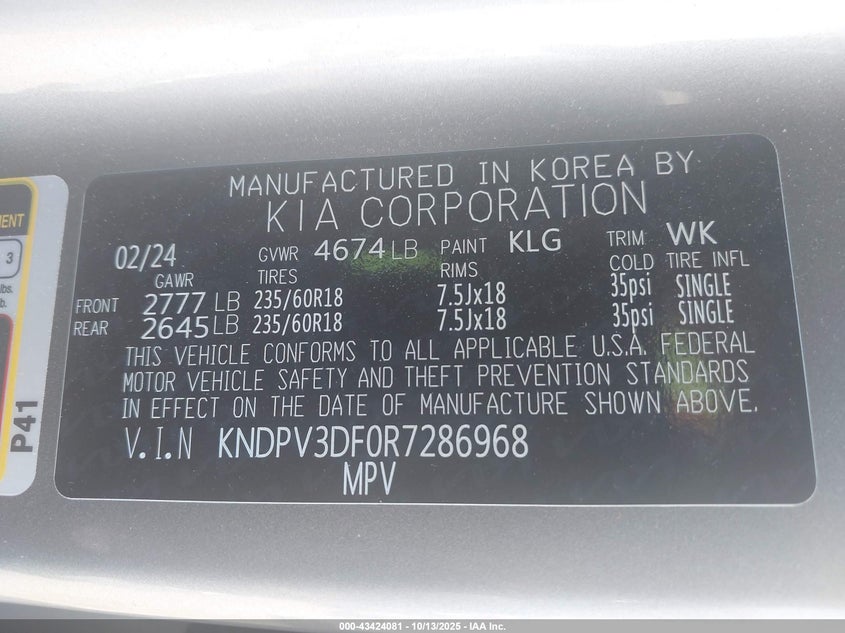 MANUFACTURED IN KOREA BY
KIA CORPORATION
02/24 GVWR 4674 LB PAINT KLG TRIM WK
GAWR TIRES RIMS COLD TIRE INFL
FRONT 2777 LB 235/60R18 7.5Jx18 35psi SINGLE
REAR 2645 LB 235/60R18 7.5Jx18 35psi SINGLE
THIS VEHICLE CONFORMS TO ALL APPLICABLE U.S.A. FEDERAL
MOTOR VEHICLE SAFETY AND THEFT PREVENTION STANDARDS
IN EFFECT ON THE DATE OF MANUFACTURE SHOWN ABOVE.
V.I.N KNDPV3DF0R7286968
MPV
3
P41
000-43424081 - 10/13/2025 - IAA Inc.